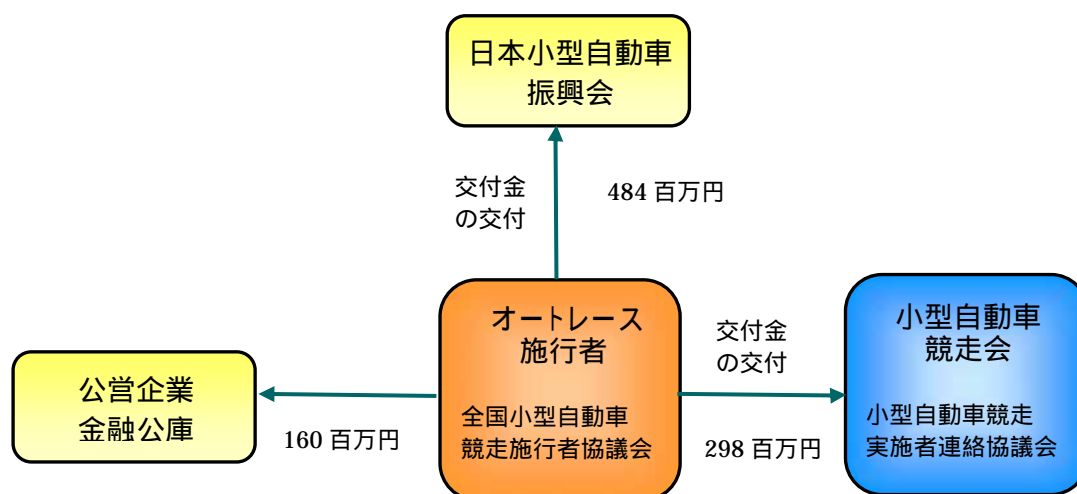 日本小型自動車
振興会
交付金
の交付
484 百万円
オートレース
施行者
全国小型自動車
競走施行者協議会
交付金
の交付
298 百万円
小型自動車
競走会
小型自動車競走
実施者連絡協議会
公営企業
金融公庫
160 百万円